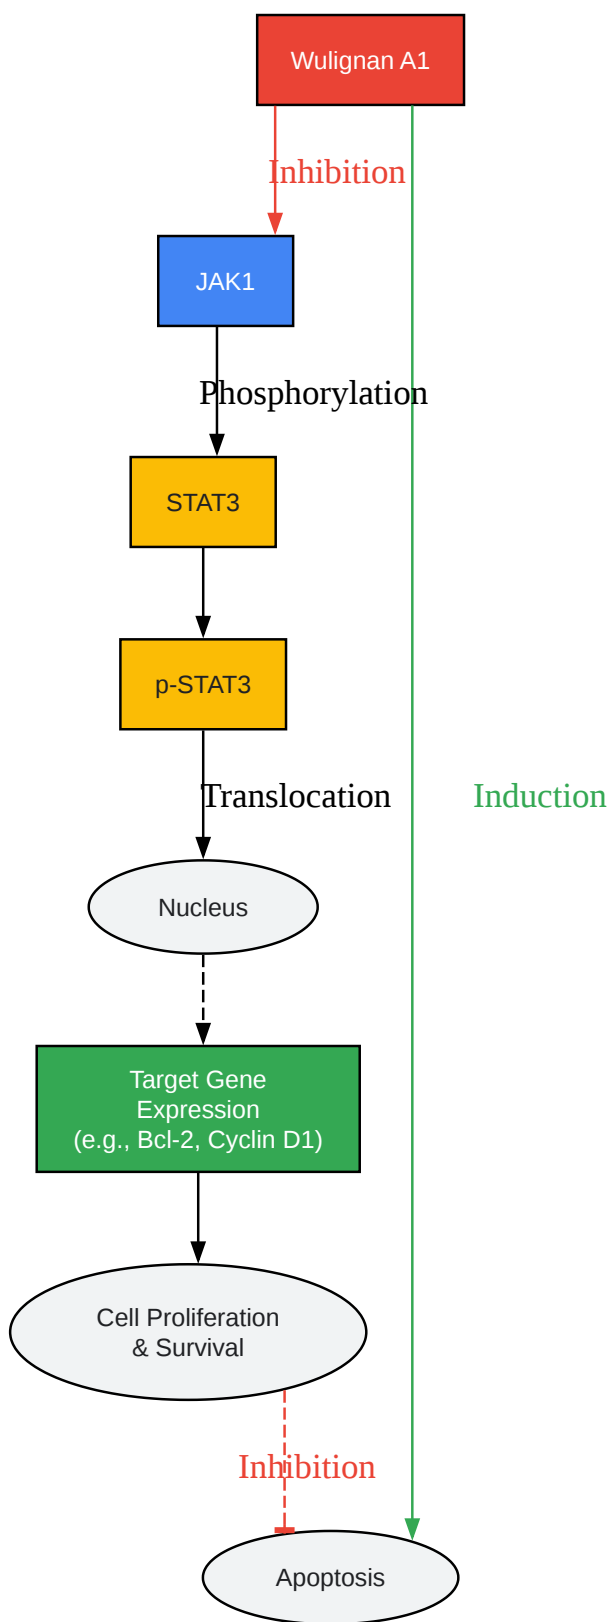 Wulignan A1
Inhibition
JAK1
Phosphorylation
STAT3
p-STAT3
Translocation
Induction
Nucleus
Target Gene
Expression
(e.g., Bcl-2, Cyclin D1)
Cell Proliferation
& Survival
Inhibition
Apoptosis